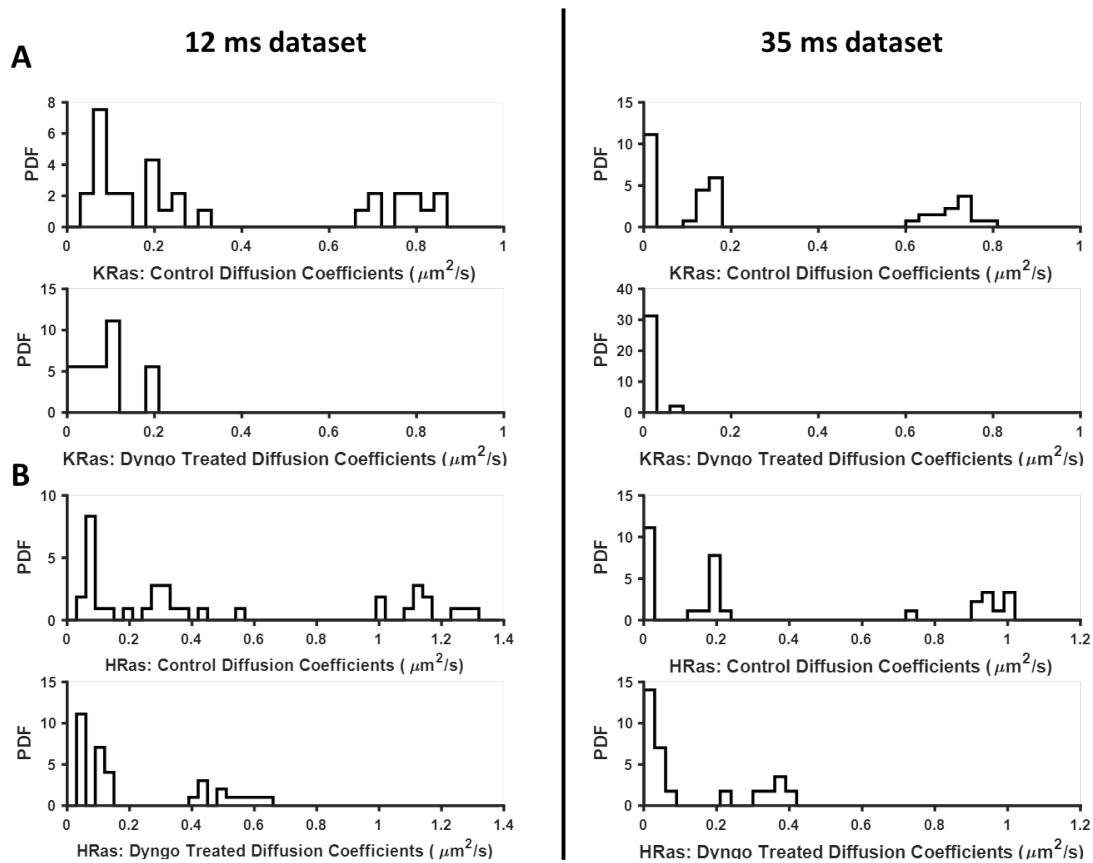 12 ms dataset
35 ms dataset
A
PDF
8
6
4
2
0
0 0.2 0.4 0.6 0.8 1
KRas: Control Diffusion Coefficients (μm²/s)
PDF
15
10
5
0
0 0.2 0.4 0.6 0.8 1
KRas: Control Diffusion Coefficients (μm²/s)
PDF
15
10
5
0
0 0.2 0.4 0.6 0.8 1
KRas: Dyngo Treated Diffusion Coefficients (μm²/s)
PDF
40
30
20
10
0
0 0.2 0.4 0.6 0.8 1
KRas: Dyngo Treated Diffusion Coefficients (μm²/s)
B
PDF
10
5
0
0 0.2 0.4 0.6 0.8 1 1.2 1.4
HRas: Control Diffusion Coefficients (μm²/s)
PDF
15
10
5
0
0 0.2 0.4 0.6 0.8 1 1.2
HRas: Control Diffusion Coefficients (μm²/s)
PDF
15
10
5
0
0 0.2 0.4 0.6 0.8 1 1.2 1.4
HRas: Dyngo Treated Diffusion Coefficients (μm²/s)
PDF
15
10
5
0
0 0.2 0.4 0.6 0.8 1 1.2
HRas: Dyngo Treated Diffusion Coefficients (μm²/s)